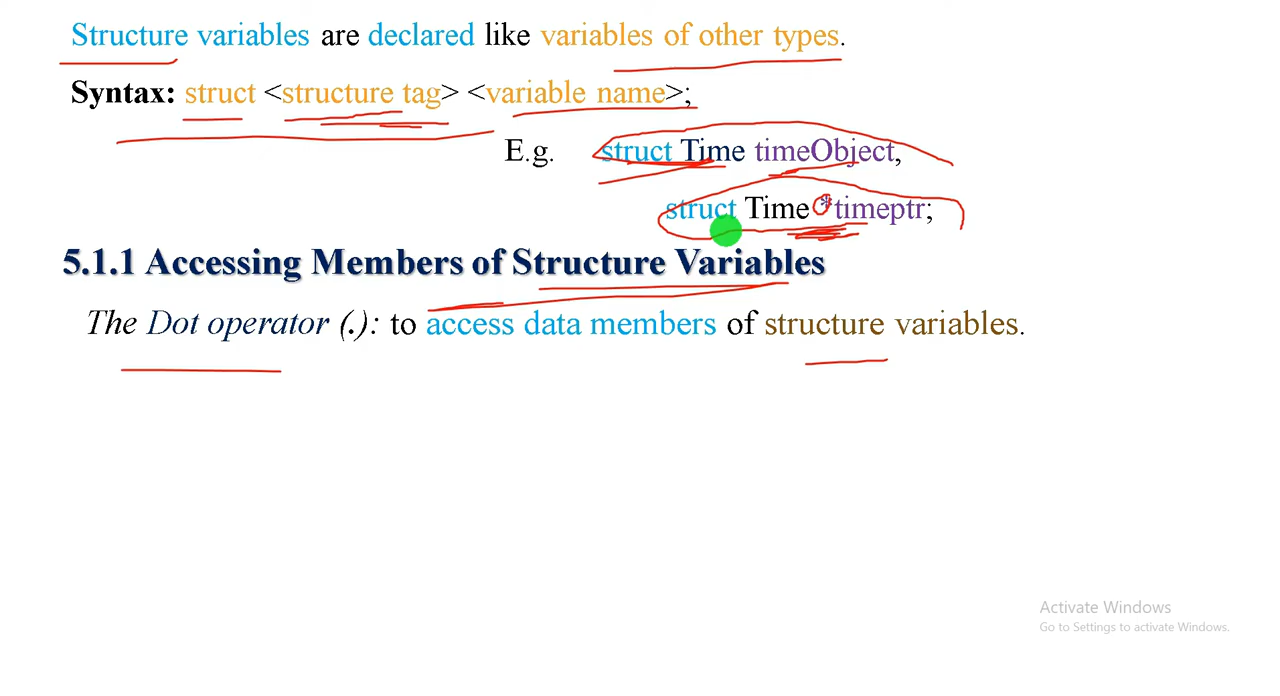 Structure variables are declared like variables of other types.
Syntax: struct <structure tag> <variable name>;
E.g. struct Time timeObject,
struct Time *timeptr;
5.1.1 Accessing Members of Structure Variables
The Dot operator (.): to access data members of structure variables.
Activate Windows
Go to Settings to activate Windows.